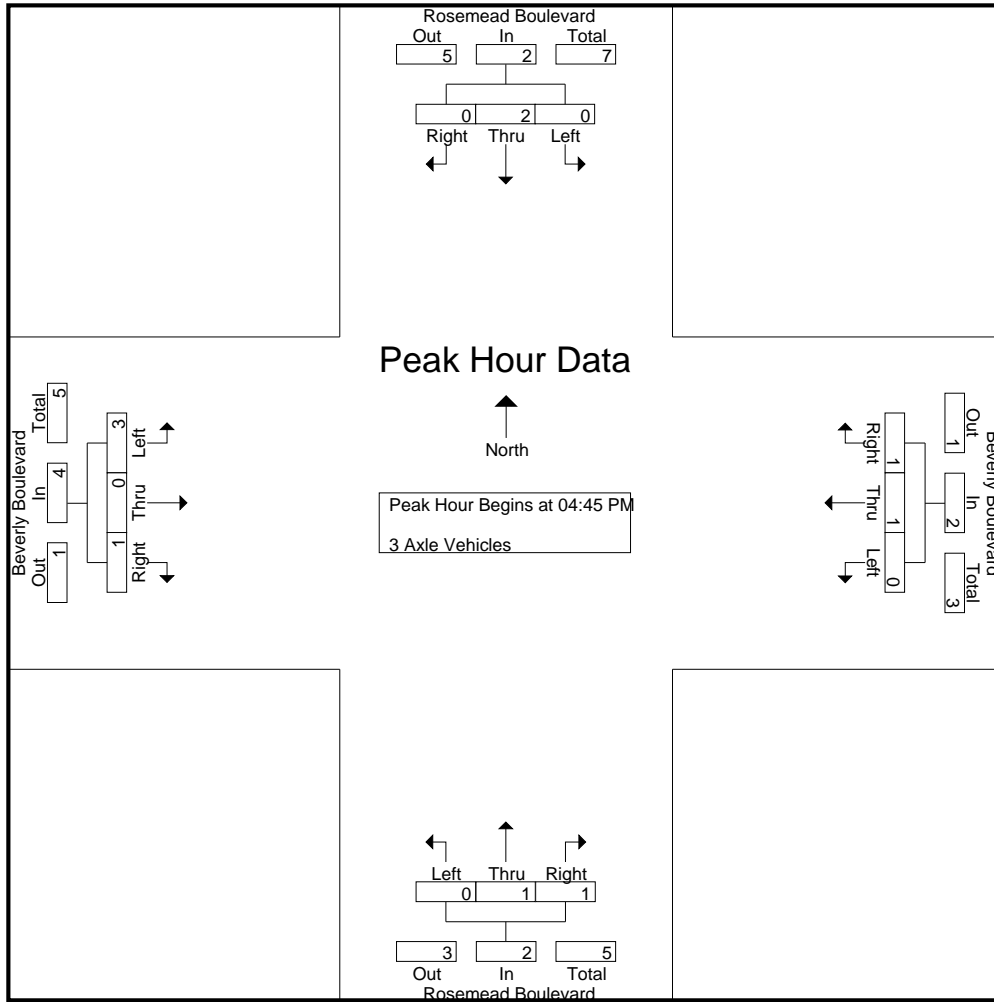 Rosemead Boulevard
Out In Total
5 2 7
0 2 0
Right Thru Left
Peak Hour Data
North
Peak Hour Begins at 04:45 PM
3 Axle Vehicles
Beverly Boulevard
Out In Total
1 4 5
Left Thru Right
3 0 1
Beverly Boulevard
Out In Total
1 2 3
Right Thru Left
1 1 0
Left Thru Right
0 1 1
3 2 5
Out In Total
Rosemead Boulevard